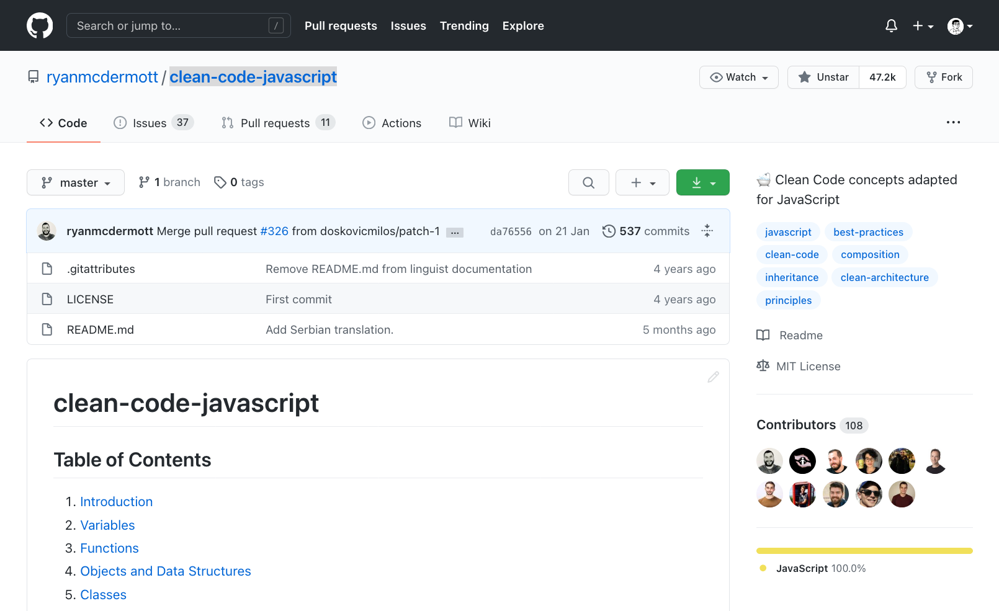 Search or jump to... / Pull requests Issues Trending Explore
ryanmcdermott / clean-code-javascript Watch Unstar 47.2k Fork
Code Issues 37 Pull requests 11 Actions Wiki ...
master 1 branch 0 tags
ryanmcdermott Merge pull request #326 from doskovicmilos/patch-1 ... da76556 on 21 Jan 537 commits
.gitattributes Remove README.md from linguist documentation 4 years ago
LICENSE First commit 4 years ago
README.md Add Serbian translation. 5 months ago
clean-code-javascript
Table of Contents
1. Introduction
2. Variables
3. Functions
4. Objects and Data Structures
5. Classes
Clean Code concepts adapted
for JavaScript
javascript best-practices
clean-code composition
inheritance clean-architecture
principles
Readme
MIT License
Contributors 108
JavaScript 100.0%